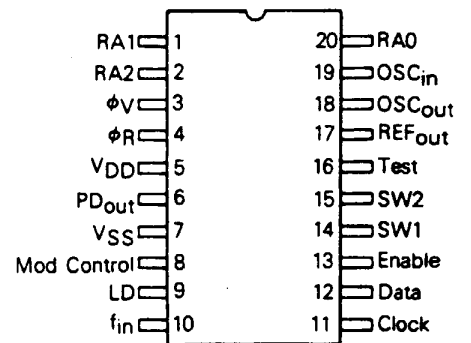 RA1 1 20 RA0
RA2 2 19 OSCin
ϕV 3 18 OSCout
ϕR 4 17 REFout
VDD 5 16 Test
PDout 6 15 SW2
VSS 7 14 SW1
Mod Control 8 13 Enable
LD 9 12 Data
fin 10 11 Clock